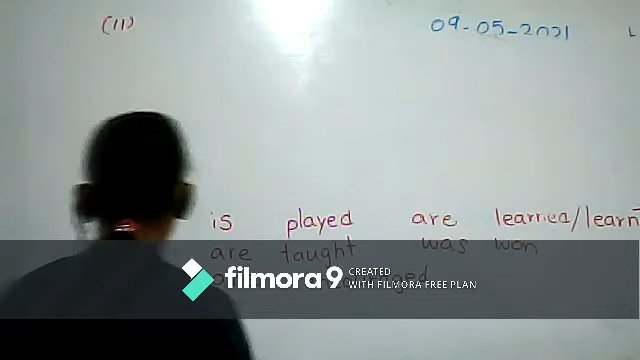 (11) 09-05-2021
is played are learned/learn
are taught was won
filmora 9 CREATED
WITH FILMORA FREE PLAN